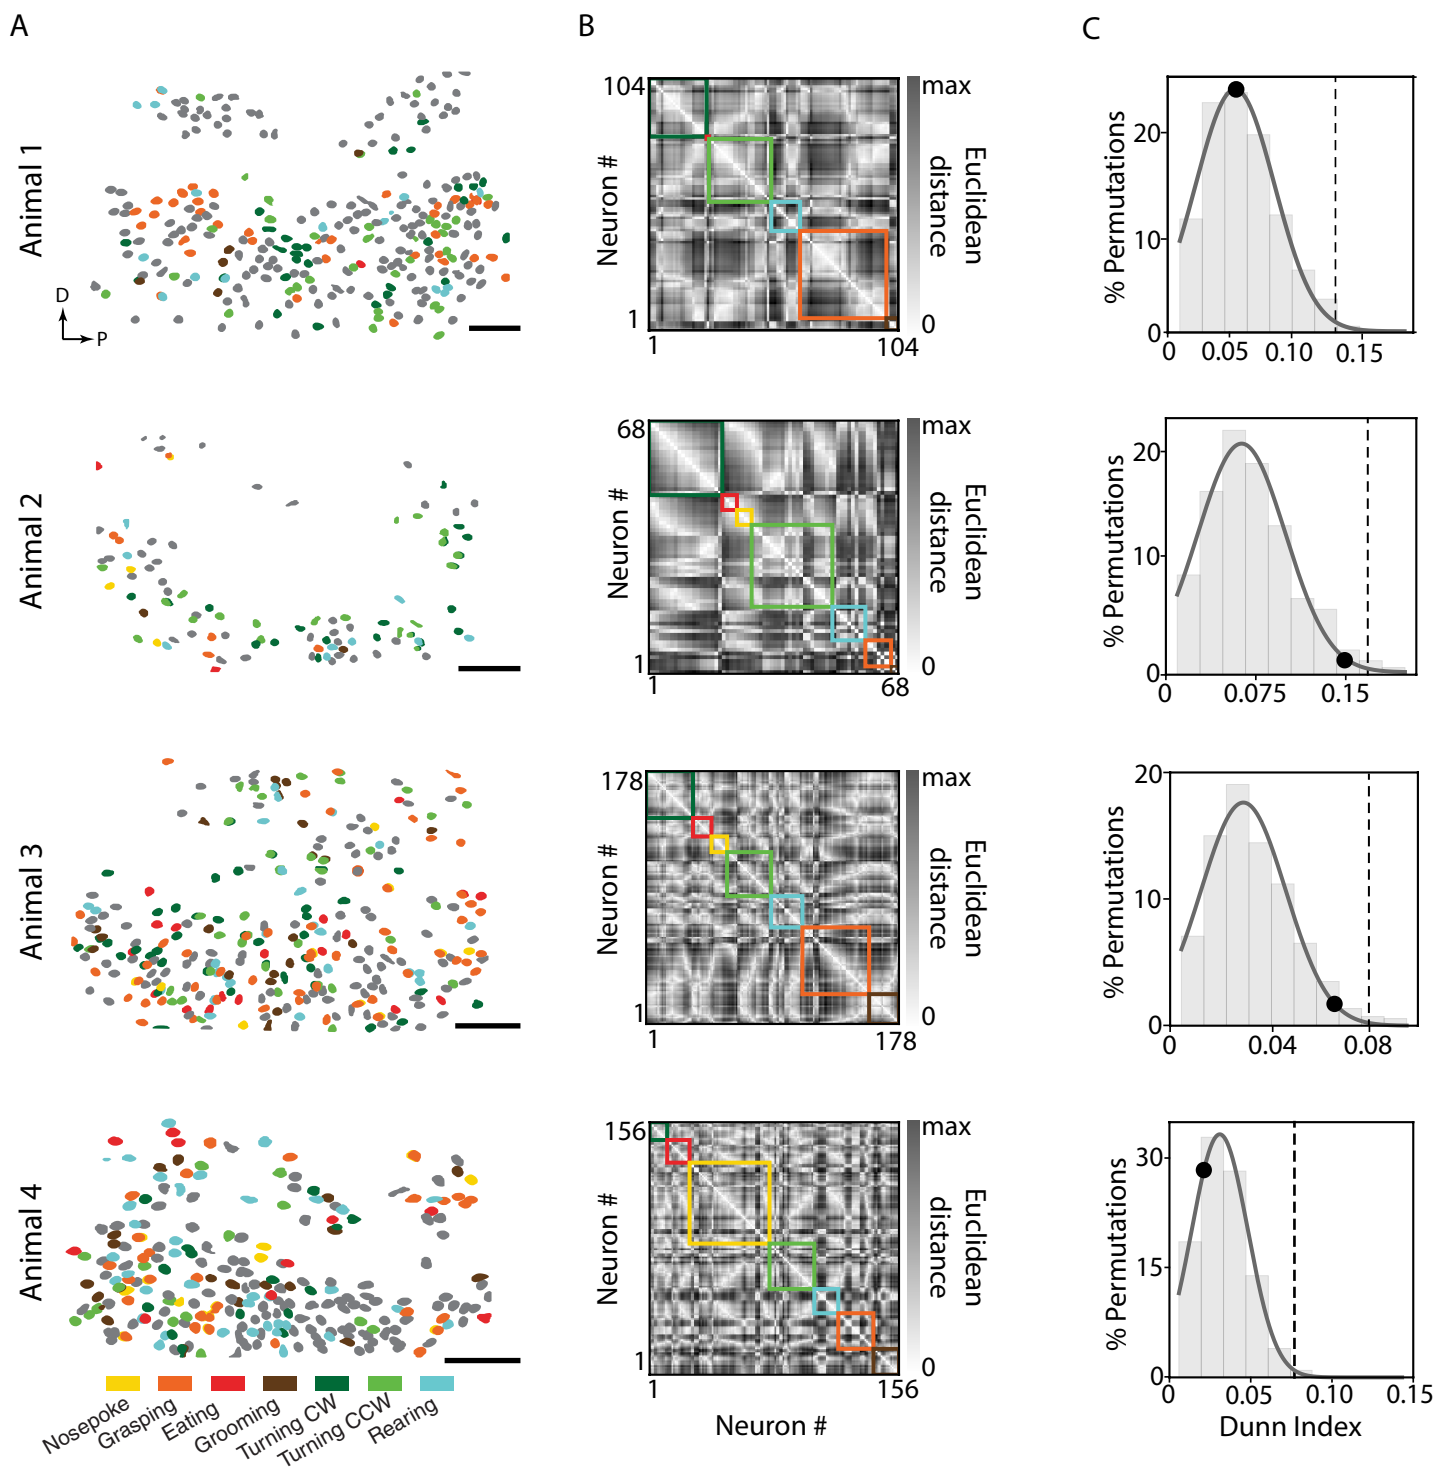 A
B
C
Animal 1
D
P
104
Neuron #
1
1
104
max
Euclidean
distance
0
% Permutations
20
10
0
0
0.05
0.10
0.15
Animal 2
68
Neuron #
1
1
68
max
Euclidean
distance
0
% Permutations
20
10
0
0
0.075
0.15
Animal 3
178
Neuron #
1
1
178
max
Euclidean
distance
0
% Permutations
20
10
0
0
0.04
0.08
Animal 4
156
Neuron #
1
1
156
Neuron #
max
Euclidean
distance
0
% Permutations
30
15
0
0
0.05
0.10
0.15
Dunn Index
Nosepoke
Grasping
Eating
Grooming
Turning CW
Turning CCW
Rearing